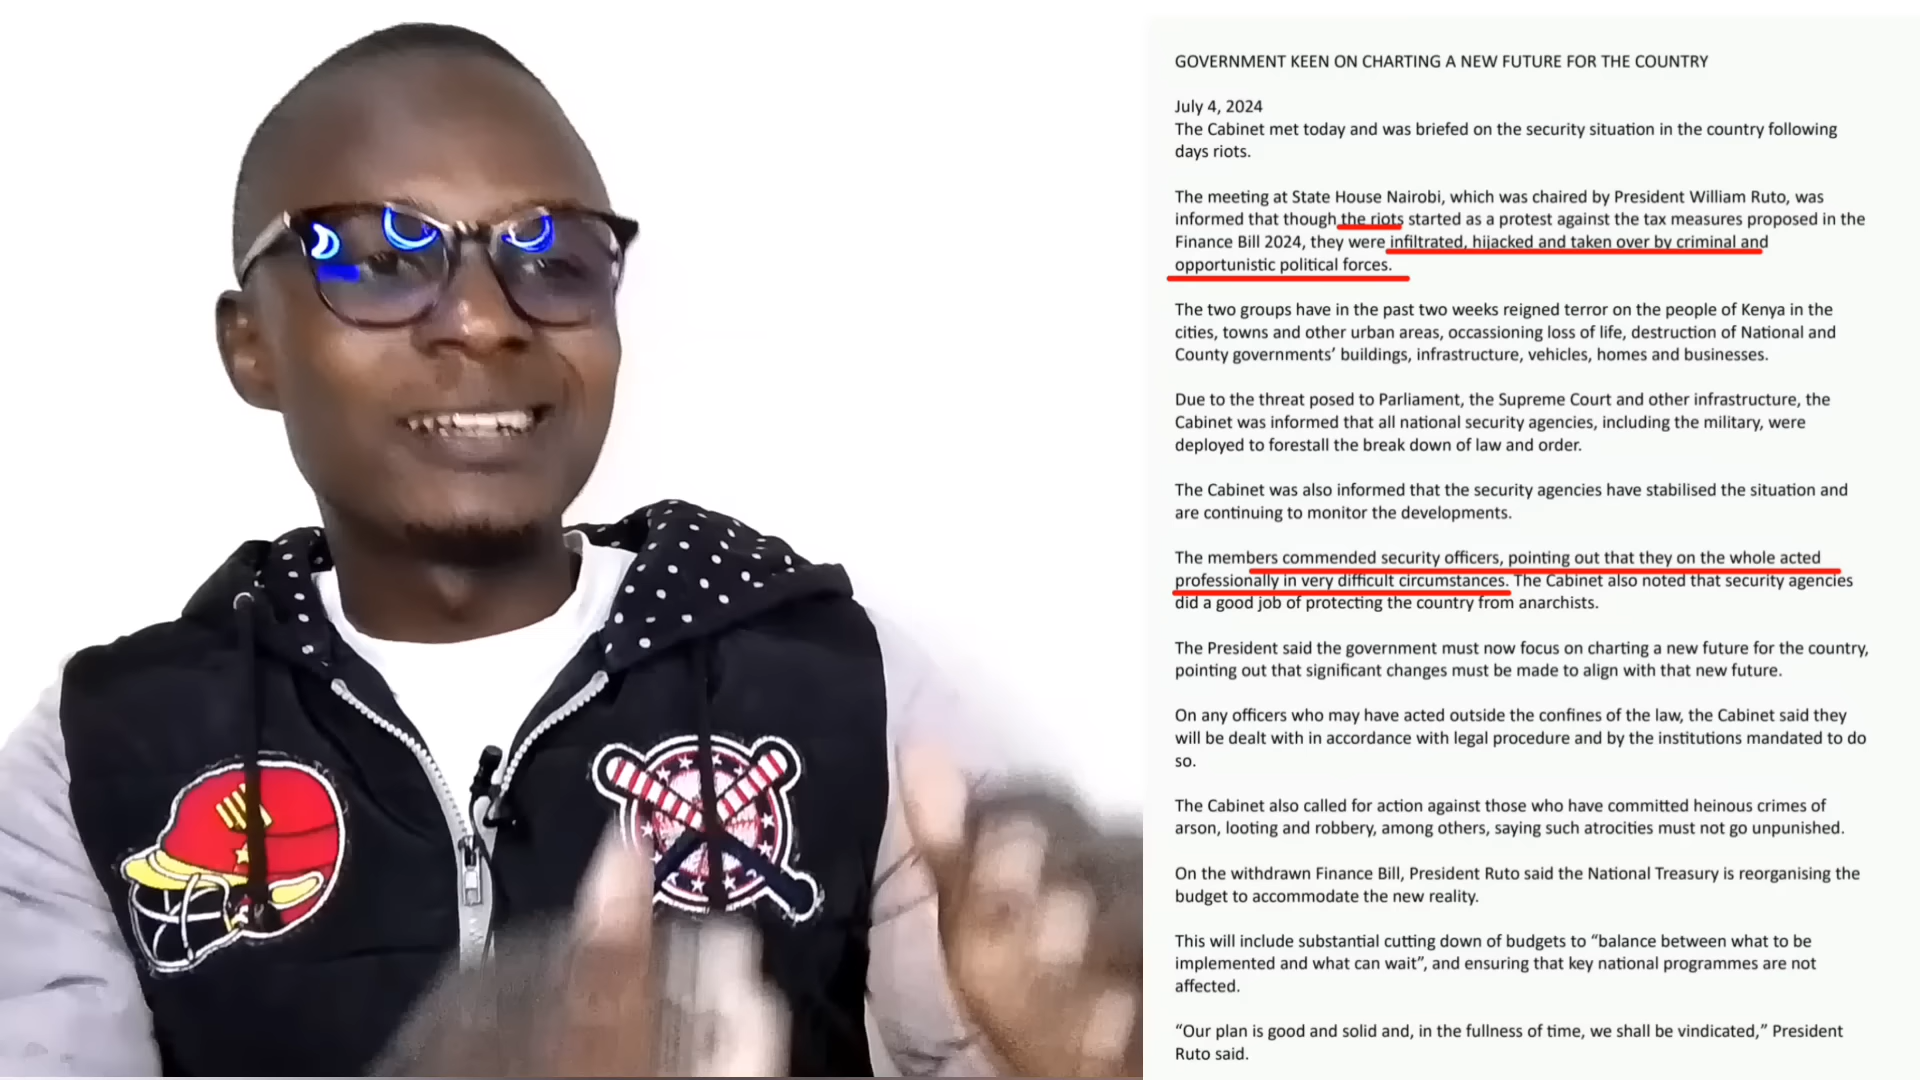 GOVERNMENT KEEN ON CHARTING A NEW FUTURE FOR THE COUNTRY
July 4, 2024
The Cabinet met today and was briefed on the security situation in the country following
days riots.
The meeting at State House Nairobi, which was chaired by President William Ruto, was
informed that though the riots started as a protest against the tax measures proposed in the
Finance Bill 2024, they were infiltrated, hijacked and taken over by criminal and
opportunistic political forces.
The two groups have in the past two weeks reigned terror on the people of Kenya in the
cities, towns and other urban areas, occassioning loss of life, destruction of National and
County governments’ buildings, infrastructure, vehicles, homes and businesses.
Due to the threat posed to Parliament, the Supreme Court and other infrastructure, the
Cabinet was informed that all national security agencies, including the military, were
deployed to forestall the break down of law and order.
The Cabinet was also informed that the security agencies have stabilised the situation and
are continuing to monitor the developments.
The members commended security officers, pointing out that they on the whole acted
professionally in very difficult circumstances. The Cabinet also noted that security agencies
did a good job of protecting the country from anarchists.
The President said the government must now focus on charting a new future for the country,
pointing out that significant changes must be made to align with that new future.
On any officers who may have acted outside the confines of the law, the Cabinet said they
will be dealt with in accordance with legal procedure and by the institutions mandated to do
so.
The Cabinet also called for action against those who have committed heinous crimes of
arson, looting and robbery, among others, saying such atrocities must not go unpunished.
On the withdrawn Finance Bill, President Ruto said the National Treasury is reorganising the
budget to accommodate the new reality.
This will include substantial cutting down of budgets to “balance between what to be
implemented and what can wait”, and ensuring that key national programmes are not
affected.
“Our plan is good and solid and, in the fullness of time, we shall be vindicated,” President
Ruto said.